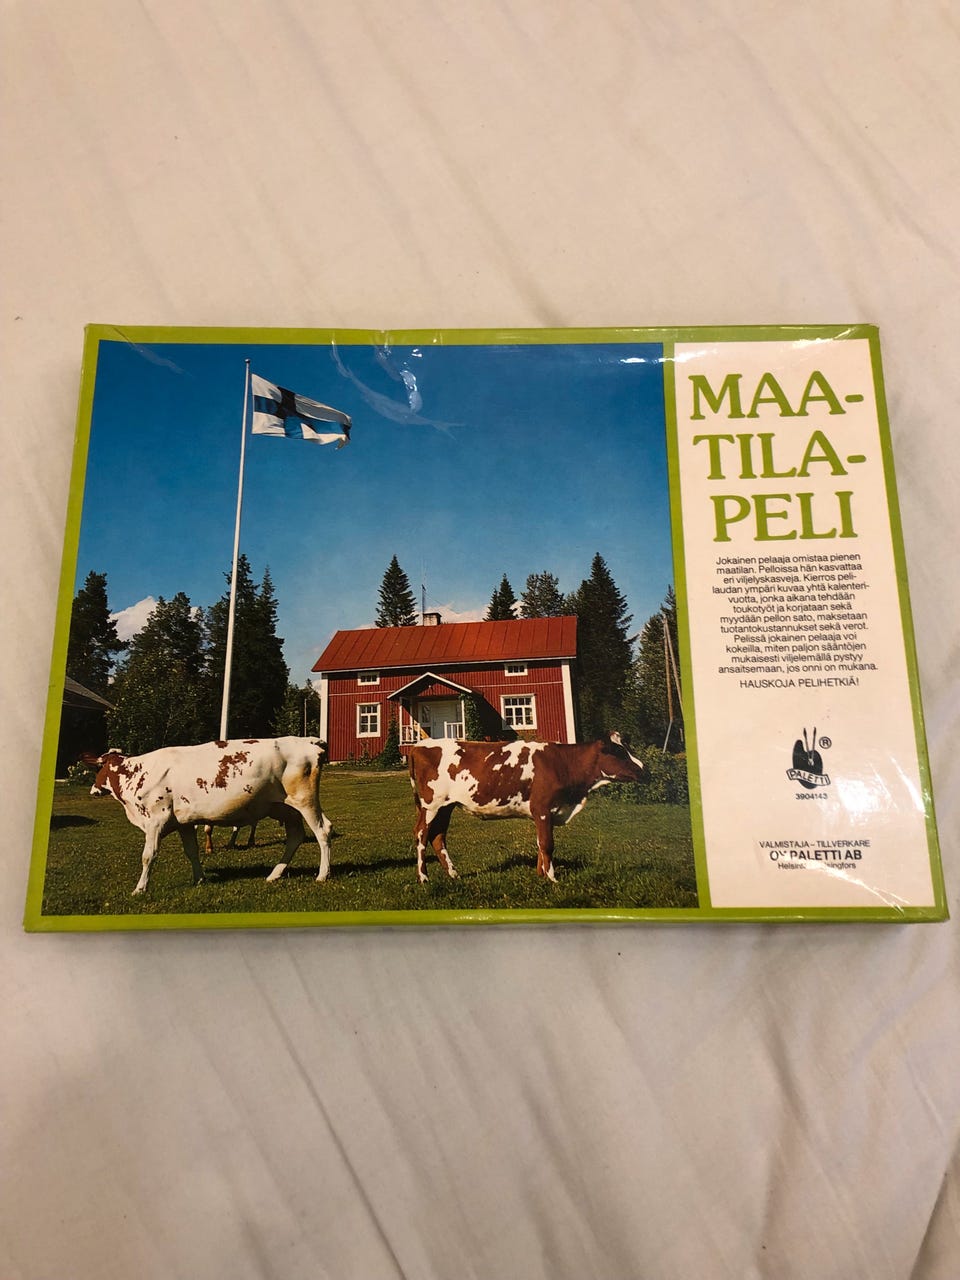 MAA-
TILA-
PELI
Jokainen pelaaja omistaa pienen
maatilan. Pelloissa hän kasvattaa
eri viljelyskasveja. Kierros peli-
laudan ympäri kuvaa yhtä kalenteri-
vuotta, jonka aikana tehdään
toukotyöt ja korjataan sekä
myydään pellon sato, maksetaan
tuotantokustannukset sekä verot.
Pelissä jokainen pelaaja voi
kokeilla, miten paljon sääntöjen
mukaisesti viljelemällä pystyy
ansaitsemaan, jos onni on mukana.
HAUSKOJA PELIHETKIÄ!
®
PALETTI
3904143
VALMISTAJA – TILLVERKARE
OY PALETTI AB